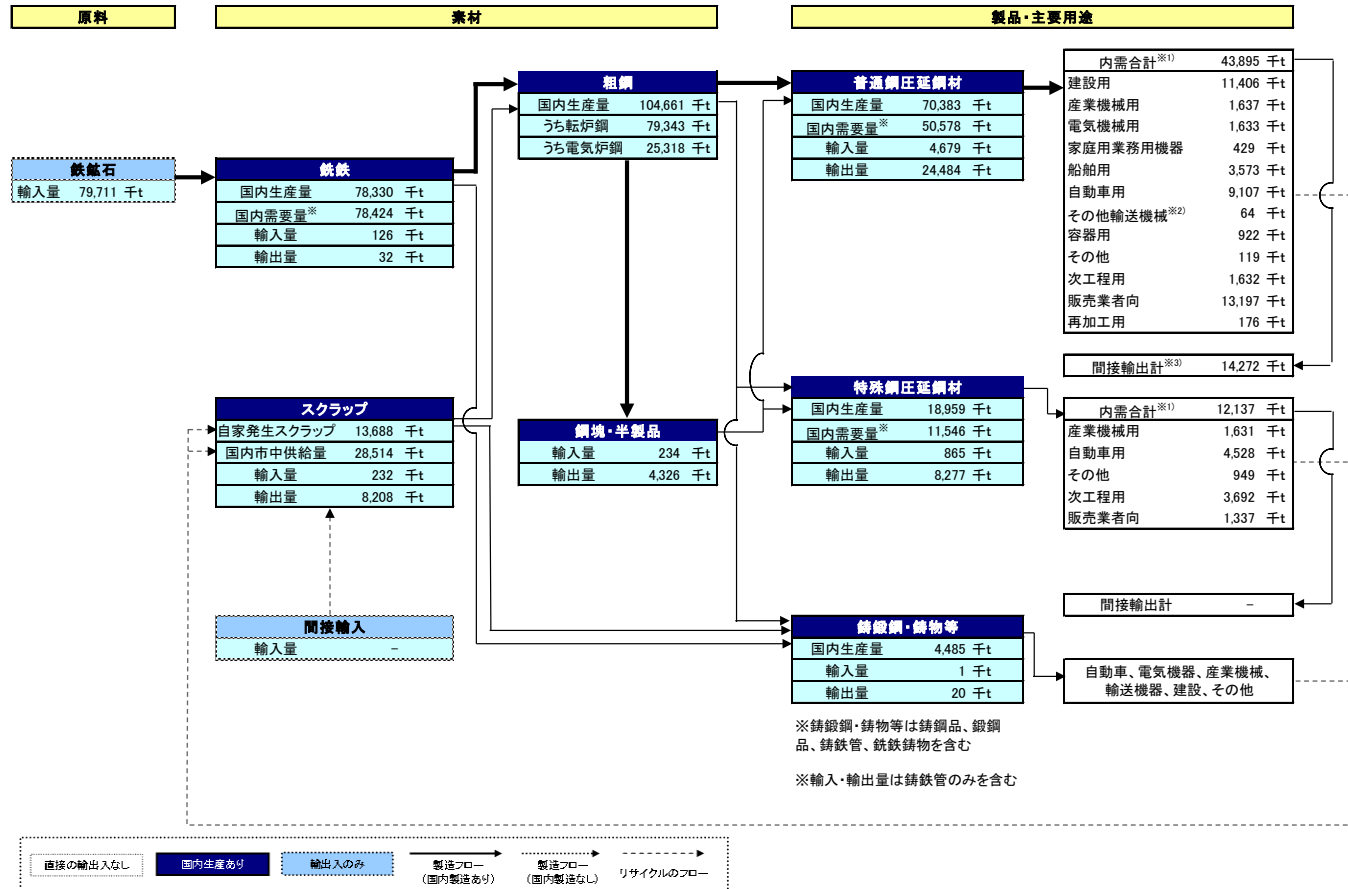 原料
素材
製品・主要用途
鉄鉱石
輸入量 79,711 千t
銑鉄
国内生産量 78,330 千t
国内需要量※ 78,424 千t
輸入量 126 千t
輸出量 32 千t
スクラップ
自家発生スクラップ 13,688 千t
国内市中供給量 28,514 千t
輸入量 232 千t
輸出量 8,208 千t
間接輸入
輸入量 －
粗鋼
国内生産量 104,661 千t
うち転炉鋼 79,343 千t
うち電気炉鋼 25,318 千t
鋼塊・半製品
輸入量 234 千t
輸出量 4,326 千t
普通鋼圧延鋼材
国内生産量 70,383 千t
国内需要量※ 50,578 千t
輸入量 4,679 千t
輸出量 24,484 千t
特殊鋼圧延鋼材
国内生産量 18,959 千t
国内需要量※ 11,546 千t
輸入量 865 千t
輸出量 8,277 千t
鋳鍛鋼・鋳物等
国内生産量 4,485 千t
輸入量 1 千t
輸出量 20 千t
※鋳鍛鋼・鋳物等は鋳鋼品、鍛鋼
品、鋳鉄管、銑鉄鋳物を含む
※輸入・輸出量は鋳鉄管のみを含む
内需合計※1) 43,895 千t
建設用 11,406 千t
産業機械用 1,637 千t
電気機械用 1,633 千t
家庭用業務用機器 429 千t
船舶用 3,573 千t
自動車用 9,107 千t
その他輸送機械※2) 64 千t
容器用 922 千t
その他 119 千t
次工程用 1,632 千t
販売業者向 13,197 千t
再加工用 176 千t
間接輸出計※3) 14,272 千t
内需合計※1) 12,137 千t
産業機械用 1,631 千t
自動車用 4,528 千t
その他 949 千t
次工程用 3,692 千t
販売業者向 1,337 千t
間接輸出計 －
自動車、電気機器、産業機械、
輸送機器、建設、その他
直接の輸出入なし
国内生産あり
輸出入のみ
製造フロー
(国内製造あり)
製造フロー
(国内製造なし)
リサイクルのフロー